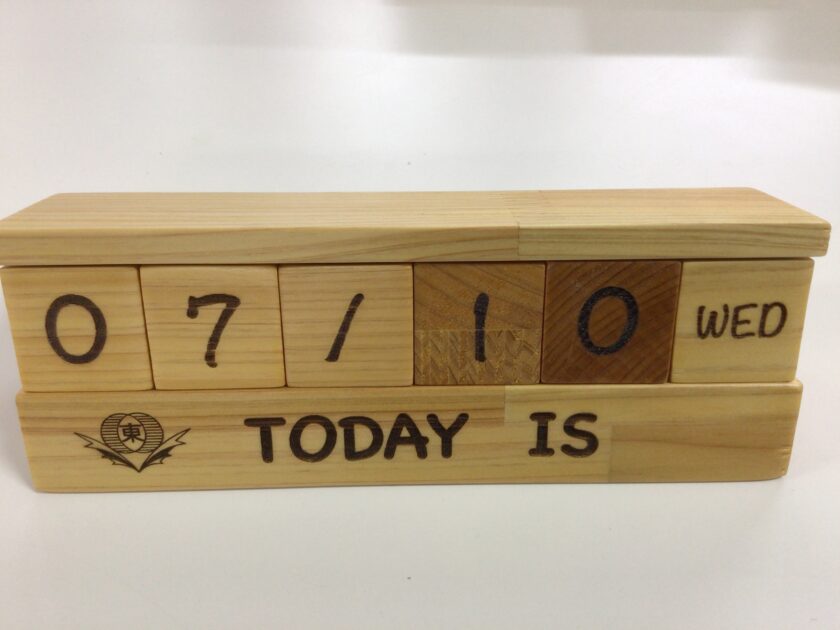 07/10 WED
東 TODAY IS